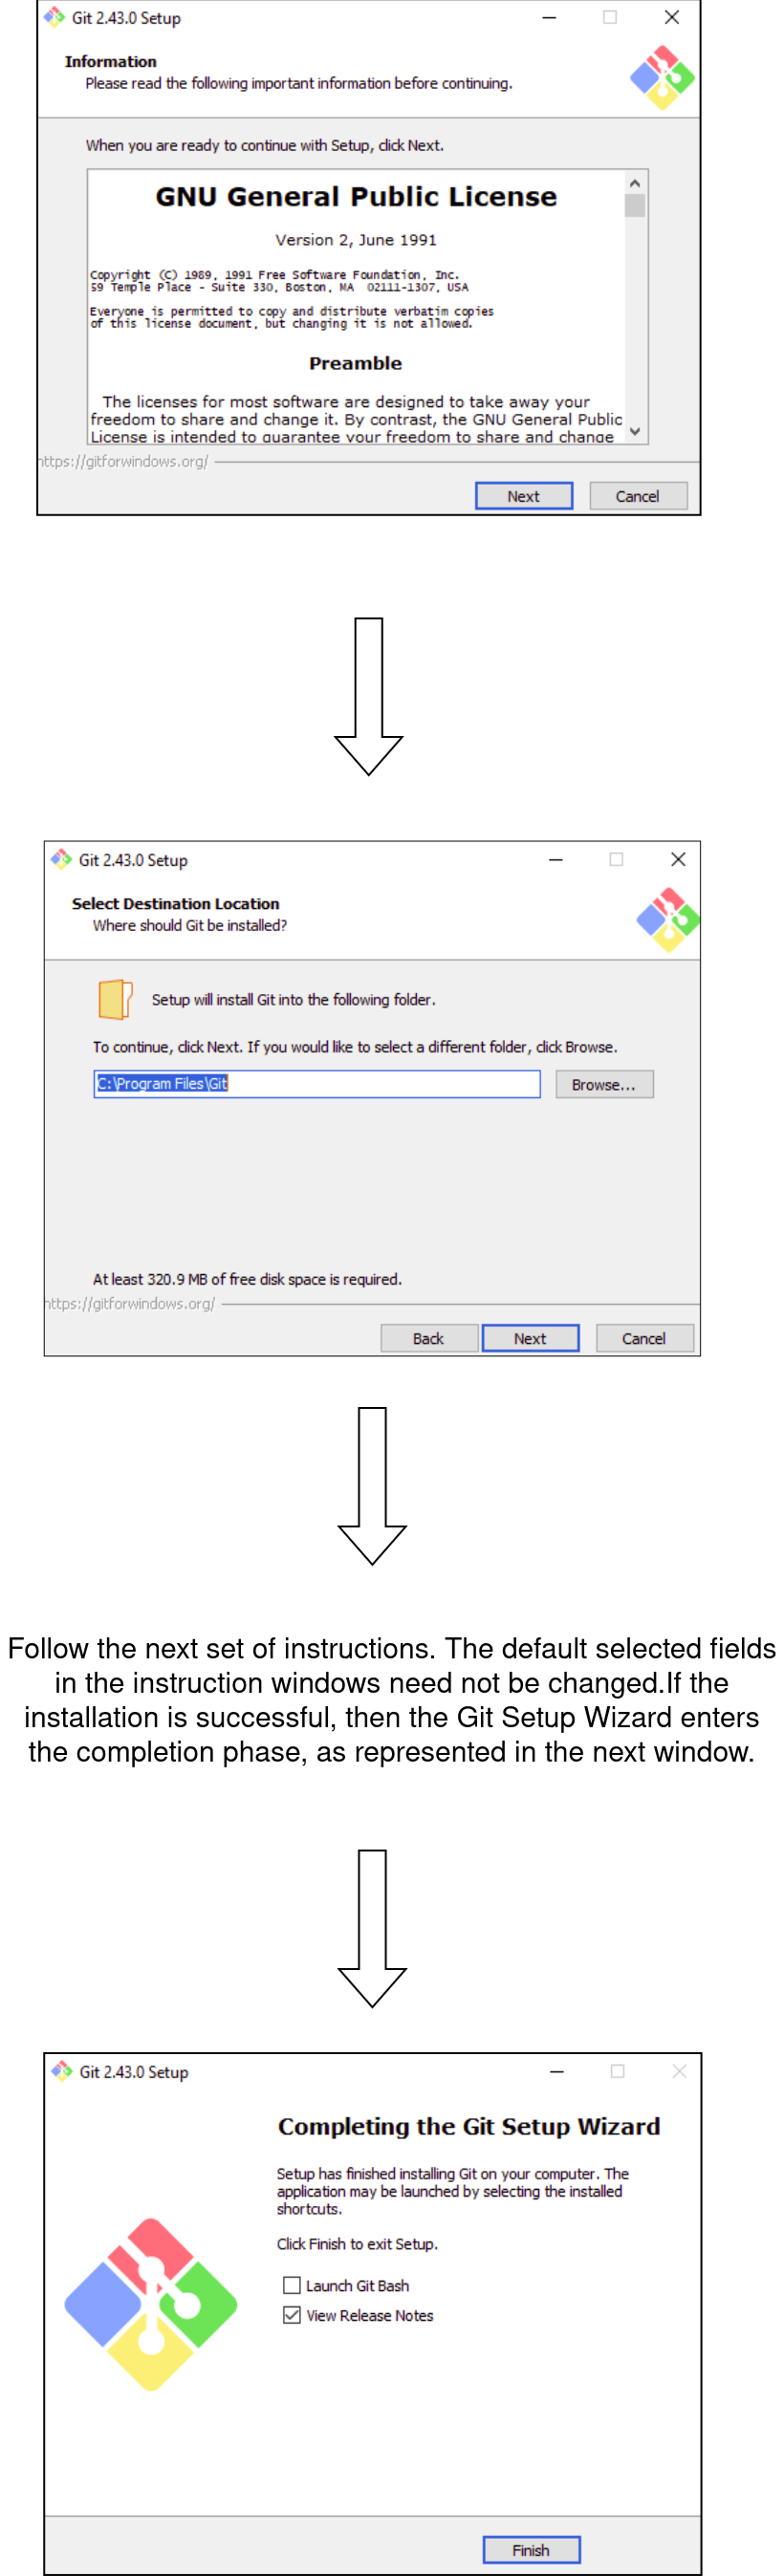 Git 2.43.0 Setup
Information
Please read the following important information before continuing.
When you are ready to continue with Setup, click Next.
GNU General Public License
Version 2, June 1991
Copyright (C) 1989, 1991 Free Software Foundation, Inc.
59 Temple Place - Suite 330, Boston, MA  02111-1307, USA
Everyone is permitted to copy and distribute verbatim copies
of this license document, but changing it is not allowed.
Preamble
The licenses for most software are designed to take away your
freedom to share and change it. By contrast, the GNU General Public
License is intended to guarantee your freedom to share and change
https://gitforwindows.org/
Next
Cancel
Git 2.43.0 Setup
Select Destination Location
Where should Git be installed?
Setup will install Git into the following folder.
To continue, click Next. If you would like to select a different folder, click Browse.
C:\Program Files\Git
Browse...
At least 320.9 MB of free disk space is required.
https://gitforwindows.org/
Back
Next
Cancel
Follow the next set of instructions. The default selected fields
in the instruction windows need not be changed.If the
installation is successful, then the Git Setup Wizard enters
the completion phase, as represented in the next window.
Git 2.43.0 Setup
Completing the Git Setup Wizard
Setup has finished installing Git on your computer. The
application may be launched by selecting the installed
shortcuts.
Click Finish to exit Setup.
Launch Git Bash
View Release Notes
Finish